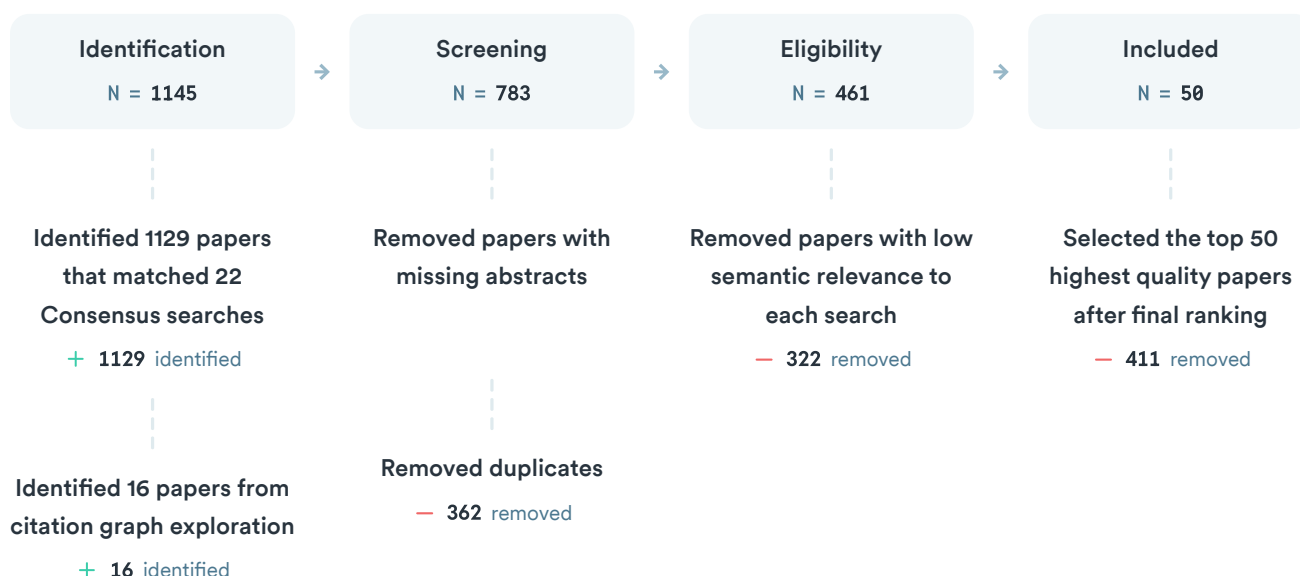 Identification
N = 1145
Identified 1129 papers
that matched 22
Consensus searches
+ 1129 identified
Identified 16 papers from
citation graph exploration
+ 16 identified
Screening
N = 783
Removed papers with
missing abstracts
Removed duplicates
— 362 removed
Eligibility
N = 461
Removed papers with low
semantic relevance to
each search
— 322 removed
Included
N = 50
Selected the top 50
highest quality papers
after final ranking
— 411 removed